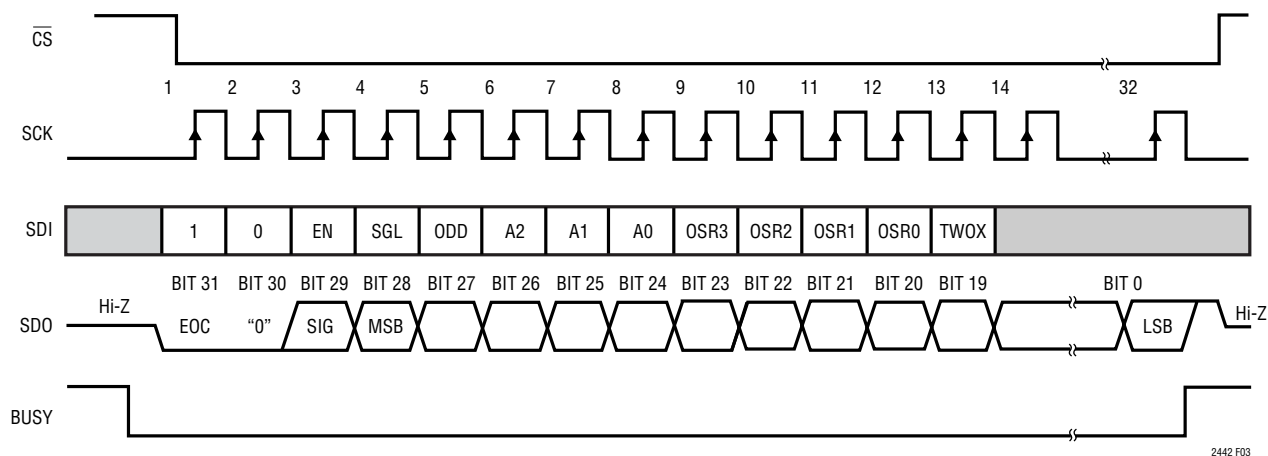 CS
1 2 3 4 5 6 7 8 9 10 11 12 13 14 32
SCK
SDI 1 0 EN SGL ODD A2 A1 A0 OSR3 OSR2 OSR1 OSR0 TWOX
BIT 31 BIT 30 BIT 29 BIT 28 BIT 27 BIT 26 BIT 25 BIT 24 BIT 23 BIT 22 BIT 21 BIT 20 BIT 19 BIT 0
Hi-Z Hi-Z
SDO EOC “0” SIG MSB LSB
BUSY
2442 F03